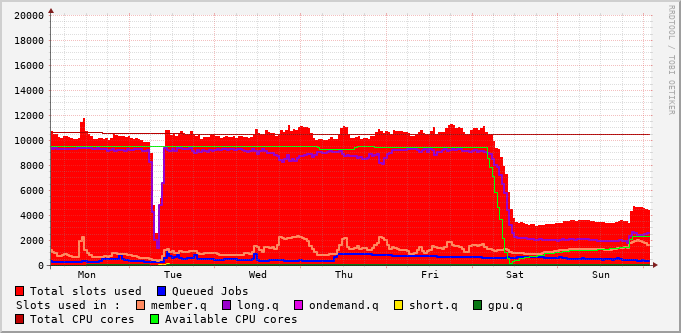 20000
18000
16000
14000
12000
10000
8000
6000
4000
2000
0
Mon Tue Wed Thu Fri Sat Sun
RRDTOOL / TOBI OETIKER
Total slots used Queued Jobs
Slots used in : member.q long.q ondemand.q short.q gpu.q
Total CPU cores Available CPU cores